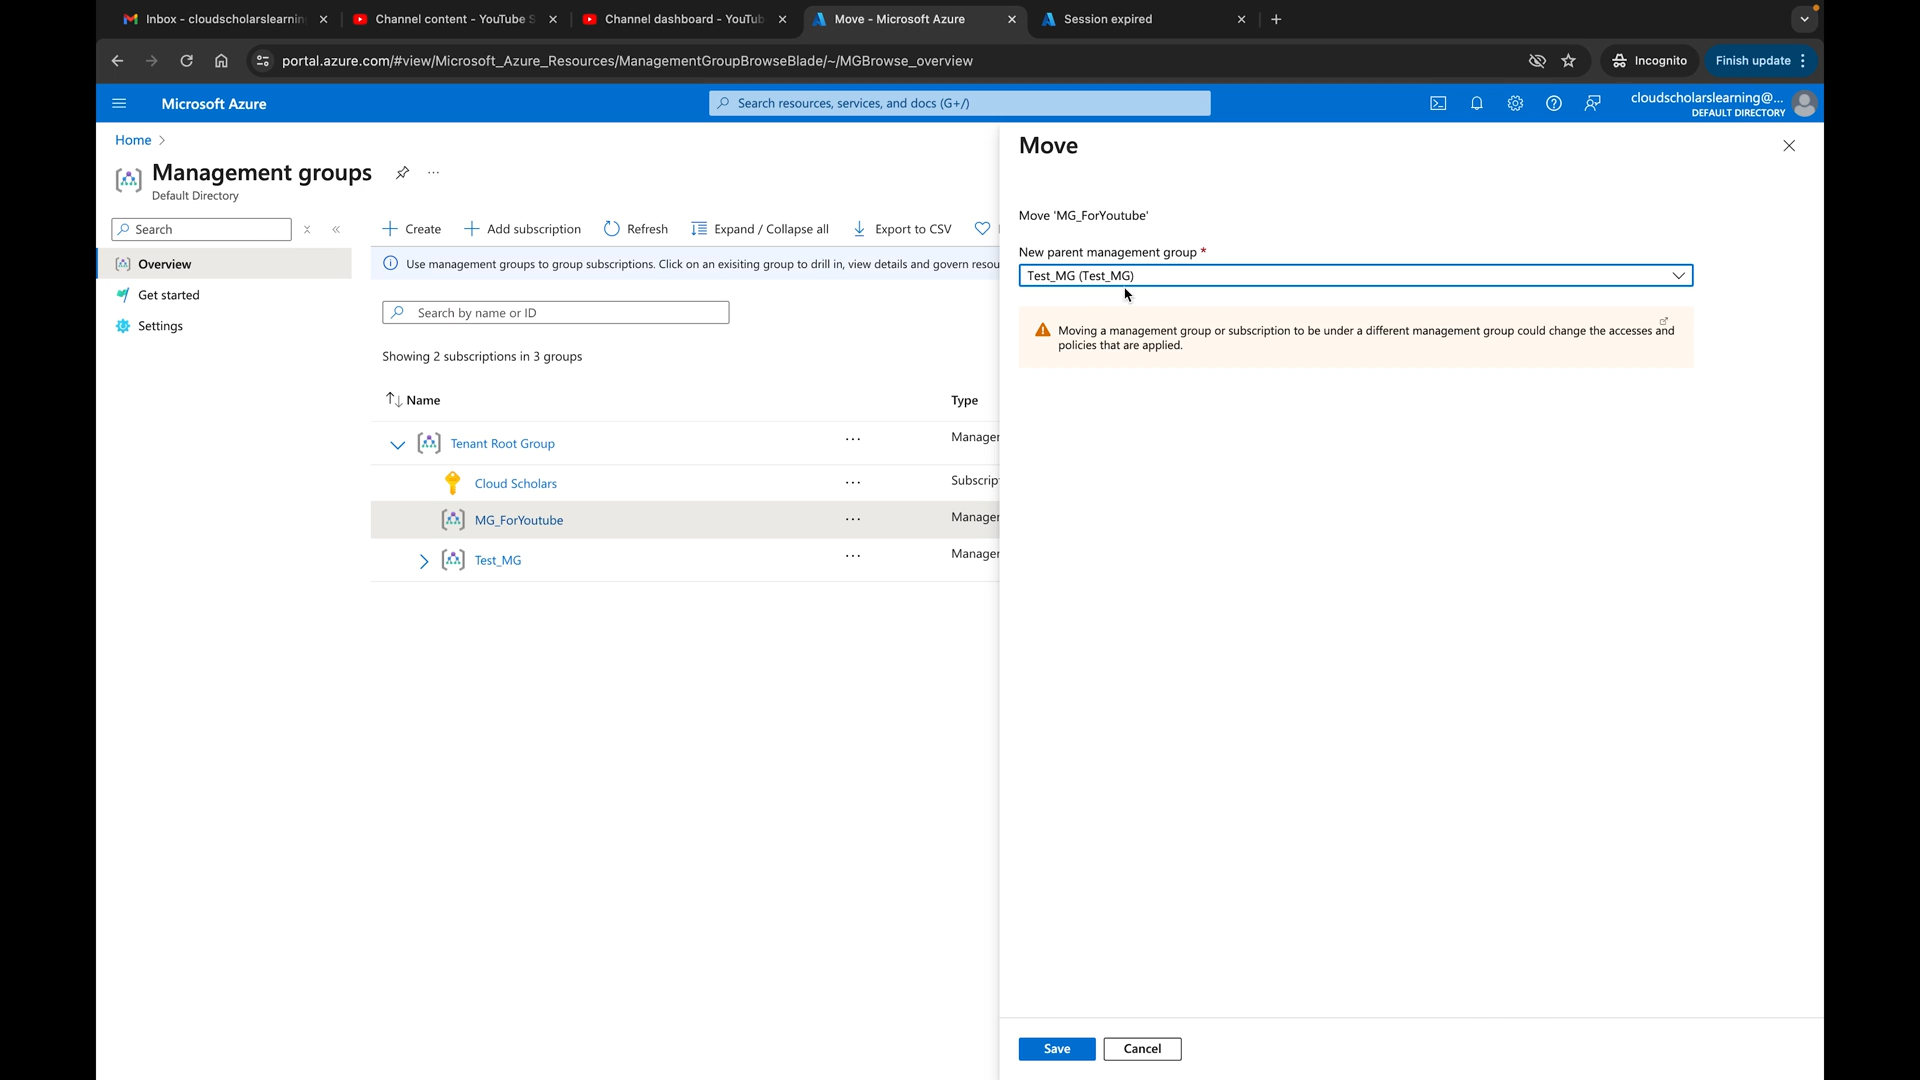 Inbox - cloudscholarslearnin
Channel content - YouTube S
Channel dashboard - YouTub
Move - Microsoft Azure
Session expired
portal.azure.com/#view/Microsoft_Azure_Resources/ManagementGroupBrowseBlade/~/MGBrowse_overview
Incognito
Finish update
Microsoft Azure
Search resources, services, and docs (G+/)
cloudscholarslearning@...
DEFAULT DIRECTORY
Home
Management groups
Default Directory
Search
Overview
Get started
Settings
Create
Add subscription
Refresh
Expand / Collapse all
Export to CSV
Use management groups to group subscriptions. Click on an exisiting group to drill in, view details and govern resou
Search by name or ID
Showing 2 subscriptions in 3 groups
Name
Type
Tenant Root Group
Manager
Cloud Scholars
Subscrip
MG_ForYoutube
Manager
Test_MG
Manager
Move
Move 'MG_ForYoutube'
New parent management group *
Test_MG (Test_MG)
Moving a management group or subscription to be under a different management group could change the accesses and
policies that are applied.
Save
Cancel